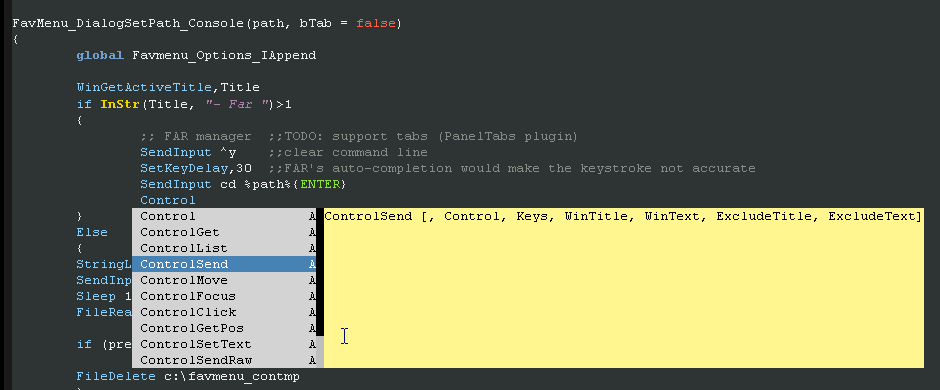 FavMenu_DialogSetPath_Console(path, bTab = false)
{
global Favmenu_Options_IAppend
WinGetActiveTitle,Title
if InStr(Title, "- Far ")>1
{
;; FAR manager ;;TODO: support tabs (PanelTabs plugin)
SendInput ^y ;;clear command line
SetKeyDelay,30 ;;FAR's auto-completion would make the keystroke not accurate
SendInput cd %path%{ENTER}
Control
} Control A ControlSend [, Control, Keys, WinTitle, WinText, ExcludeTitle, ExcludeText]
Else ControlGet A
{ ControlList A
StringL ControlSend A
SendInp ControlMove A
Sleep 1 ControlFocus A
FileRea ControlClick A
ControlGetPos A
if (pre ControlSetText A
ControlSendRaw A
FileDelete c:\favmenu_contmp